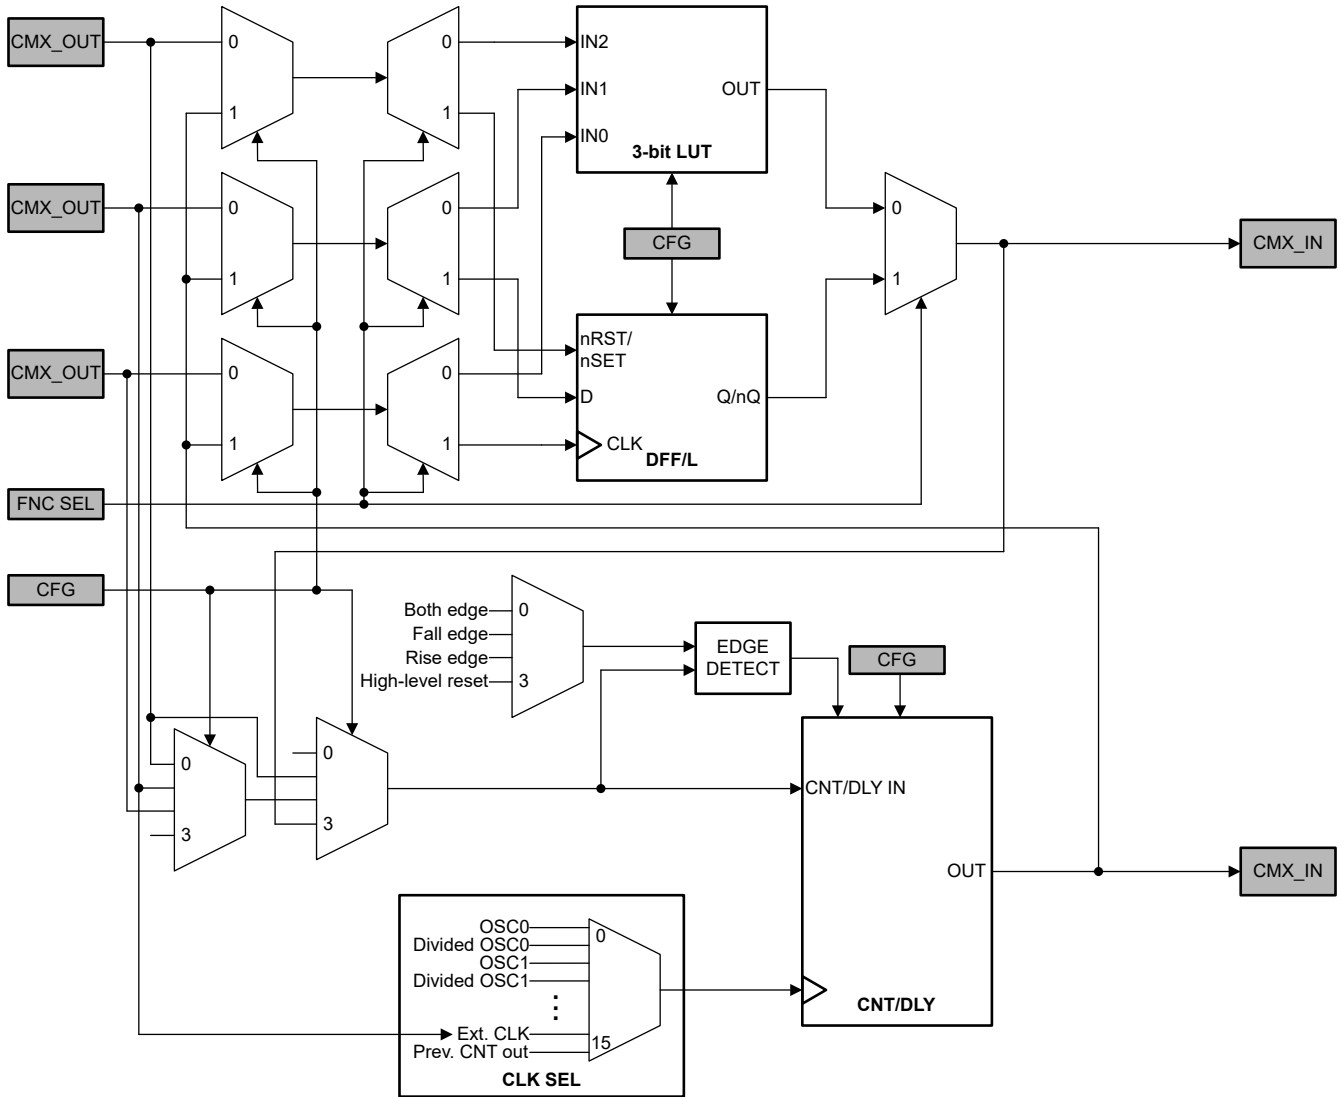 CMX_OUT
0
1
0
1
IN2
IN1
IN0
OUT
3-bit LUT
CMX_OUT
0
1
0
1
CFG
0
1
CMX_IN
CMX_OUT
0
1
0
1
nRST/
nSET
D
CLK
Q/nQ
DFF/L
FNC SEL
CFG
Both edge
Fall edge
Rise edge
High-level reset
0
3
EDGE
DETECT
CFG
0
3
0
3
CNT/DLY IN
OUT
CNT/DLY
CMX_IN
OSC0
Divided OSC0
OSC1
Divided OSC1
Ext. CLK
Prev. CNT out
0
15
CLK SEL